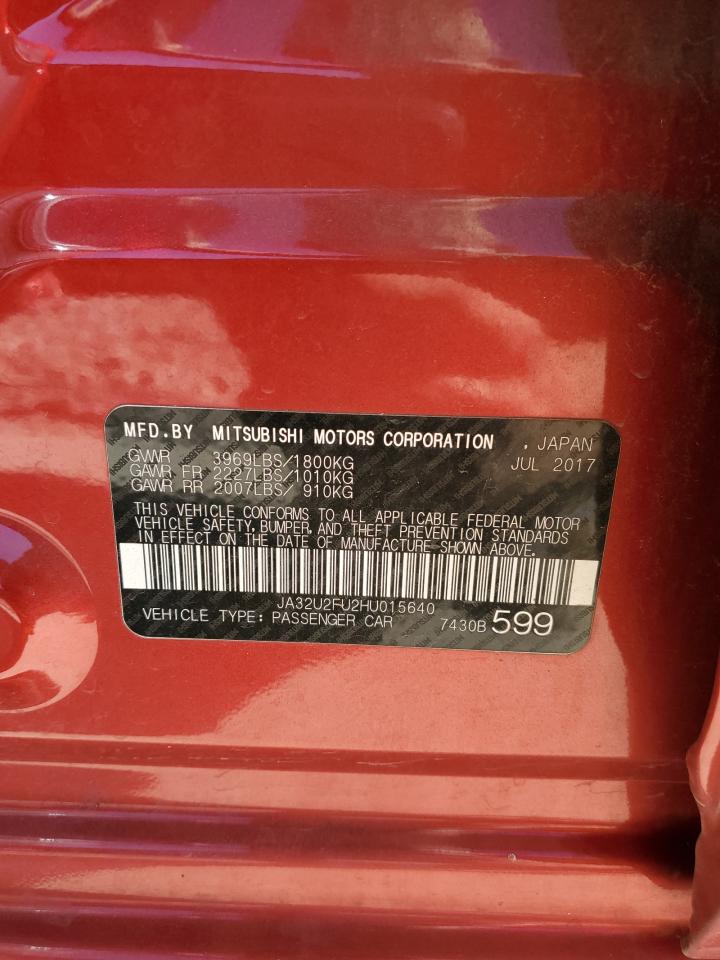 MFD.BY MITSUBISHI MOTORS CORPORATION , JAPAN
GVWR 3969LBS/1800KG JUL 2017
GAWR FR 2227LBS/1010KG
GAWR RR 2007LBS/ 910KG
THIS VEHICLE CONFORMS TO ALL APPLICABLE FEDERAL MOTOR
VEHICLE SAFETY, BUMPER, AND THEFT PREVENTION STANDARDS
IN EFFECT ON THE DATE OF MANUFACTURE SHOWN ABOVE.
JA32U2FU2HU015640
VEHICLE TYPE: PASSENGER CAR 7430B 599